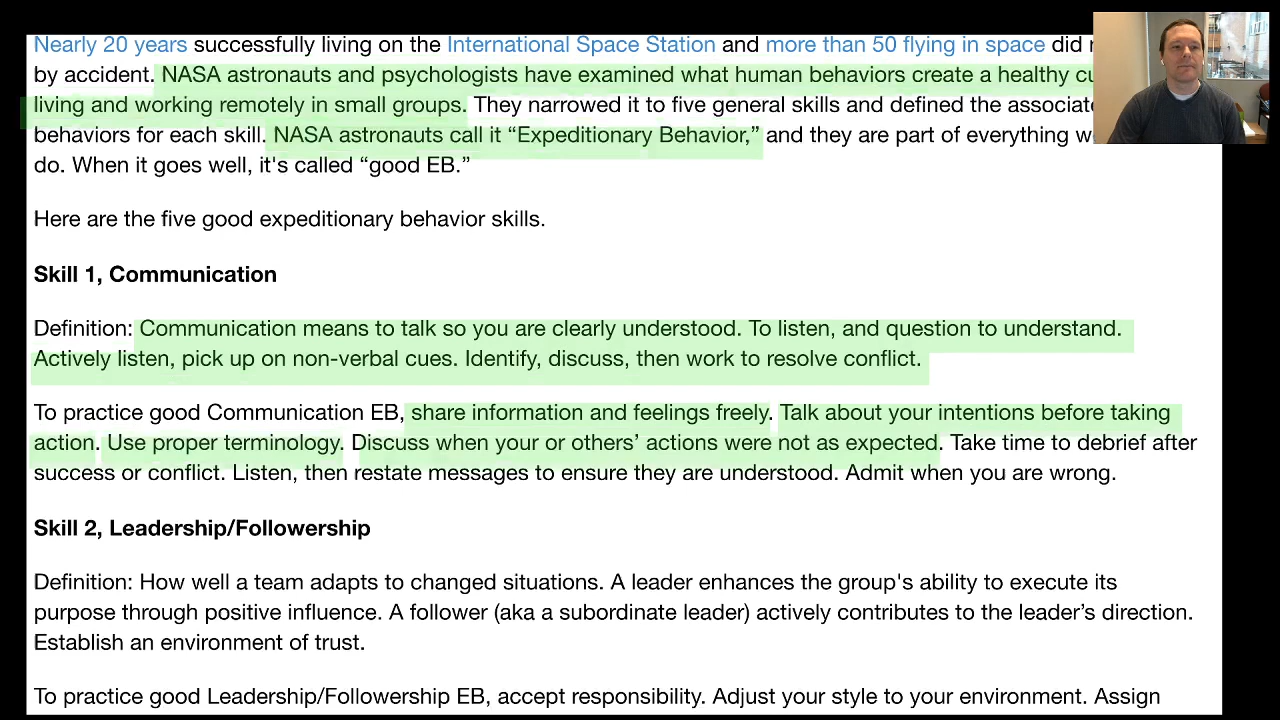 Nearly 20 years successfully living on the International Space Station and more than 50 flying in space did
by accident. NASA astronauts and psychologists have examined what human behaviors create a healthy
living and working remotely in small groups. They narrowed it to five general skills and defined the
behaviors for each skill. NASA astronauts call it “Expeditionary Behavior,” and they are part of everything
do. When it goes well, it's called “good EB.”
Here are the five good expeditionary behavior skills.
Skill 1, Communication
Definition: Communication means to talk so you are clearly understood. To listen, and question to understand.
Actively listen, pick up on non-verbal cues. Identify, discuss, then work to resolve conflict.
To practice good Communication EB, share information and feelings freely. Talk about your intentions before taking
action. Use proper terminology. Discuss when your or others’ actions were not as expected. Take time to debrief after
success or conflict. Listen, then restate messages to ensure they are understood. Admit when you are wrong.
Skill 2, Leadership/Followership
Definition: How well a team adapts to changed situations. A leader enhances the group's ability to execute its
purpose through positive influence. A follower (aka a subordinate leader) actively contributes to the leader’s direction.
Establish an environment of trust.
To practice good Leadership/Followership EB, accept responsibility. Adjust your style to your environment. Assign